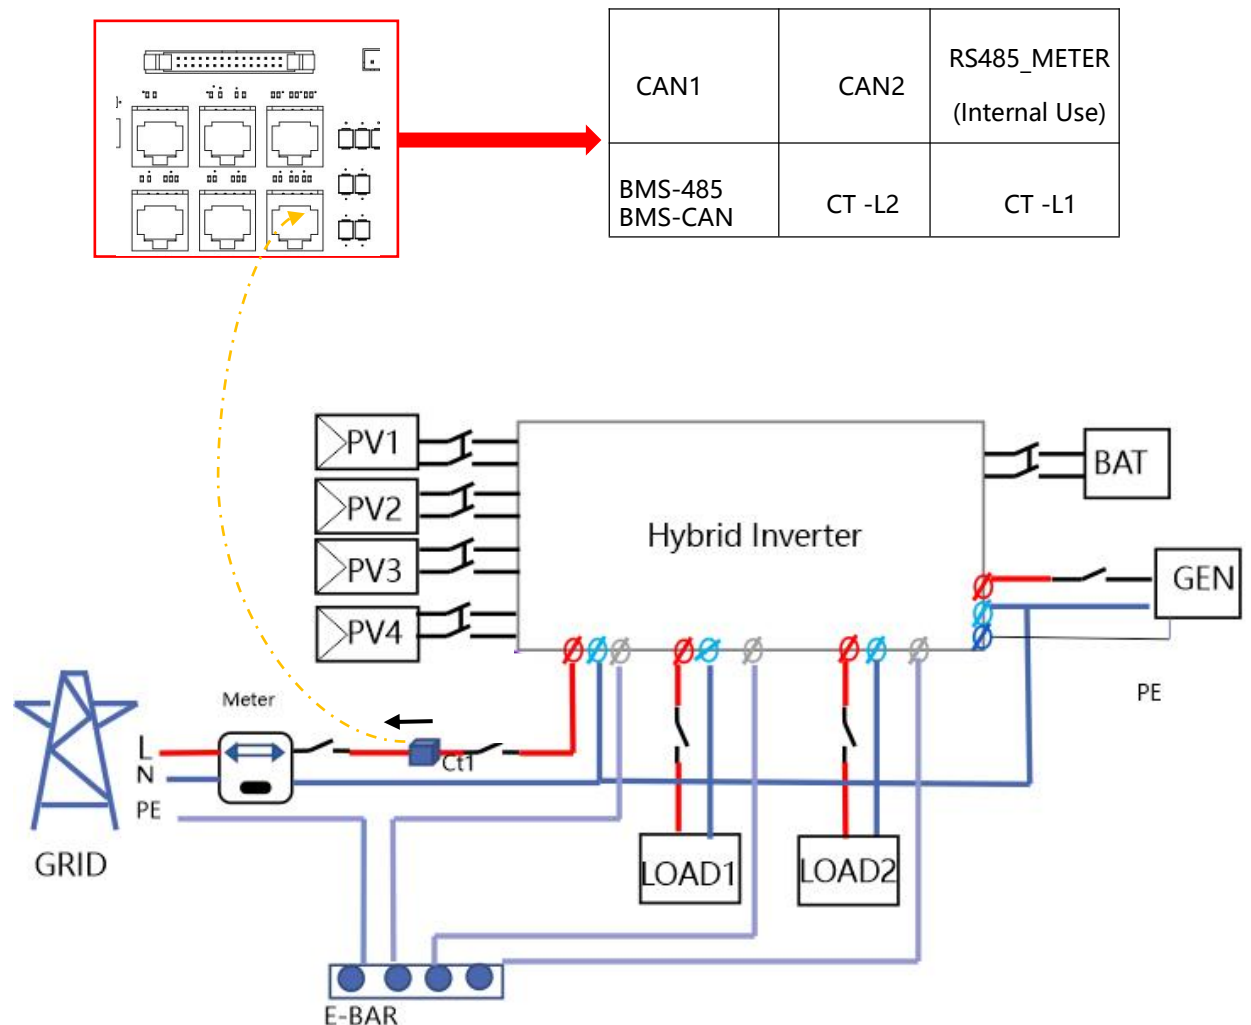 CAN1
CAN2
RS485_METER
(Internal Use)
BMS-485
BMS-CAN
CT -L2
CT -L1
PV1
PV2
PV3
PV4
Hybrid Inverter
BAT
GEN
PE
Meter
L
N
PE
Ct1
GRID
LOAD1
LOAD2
E-BAR